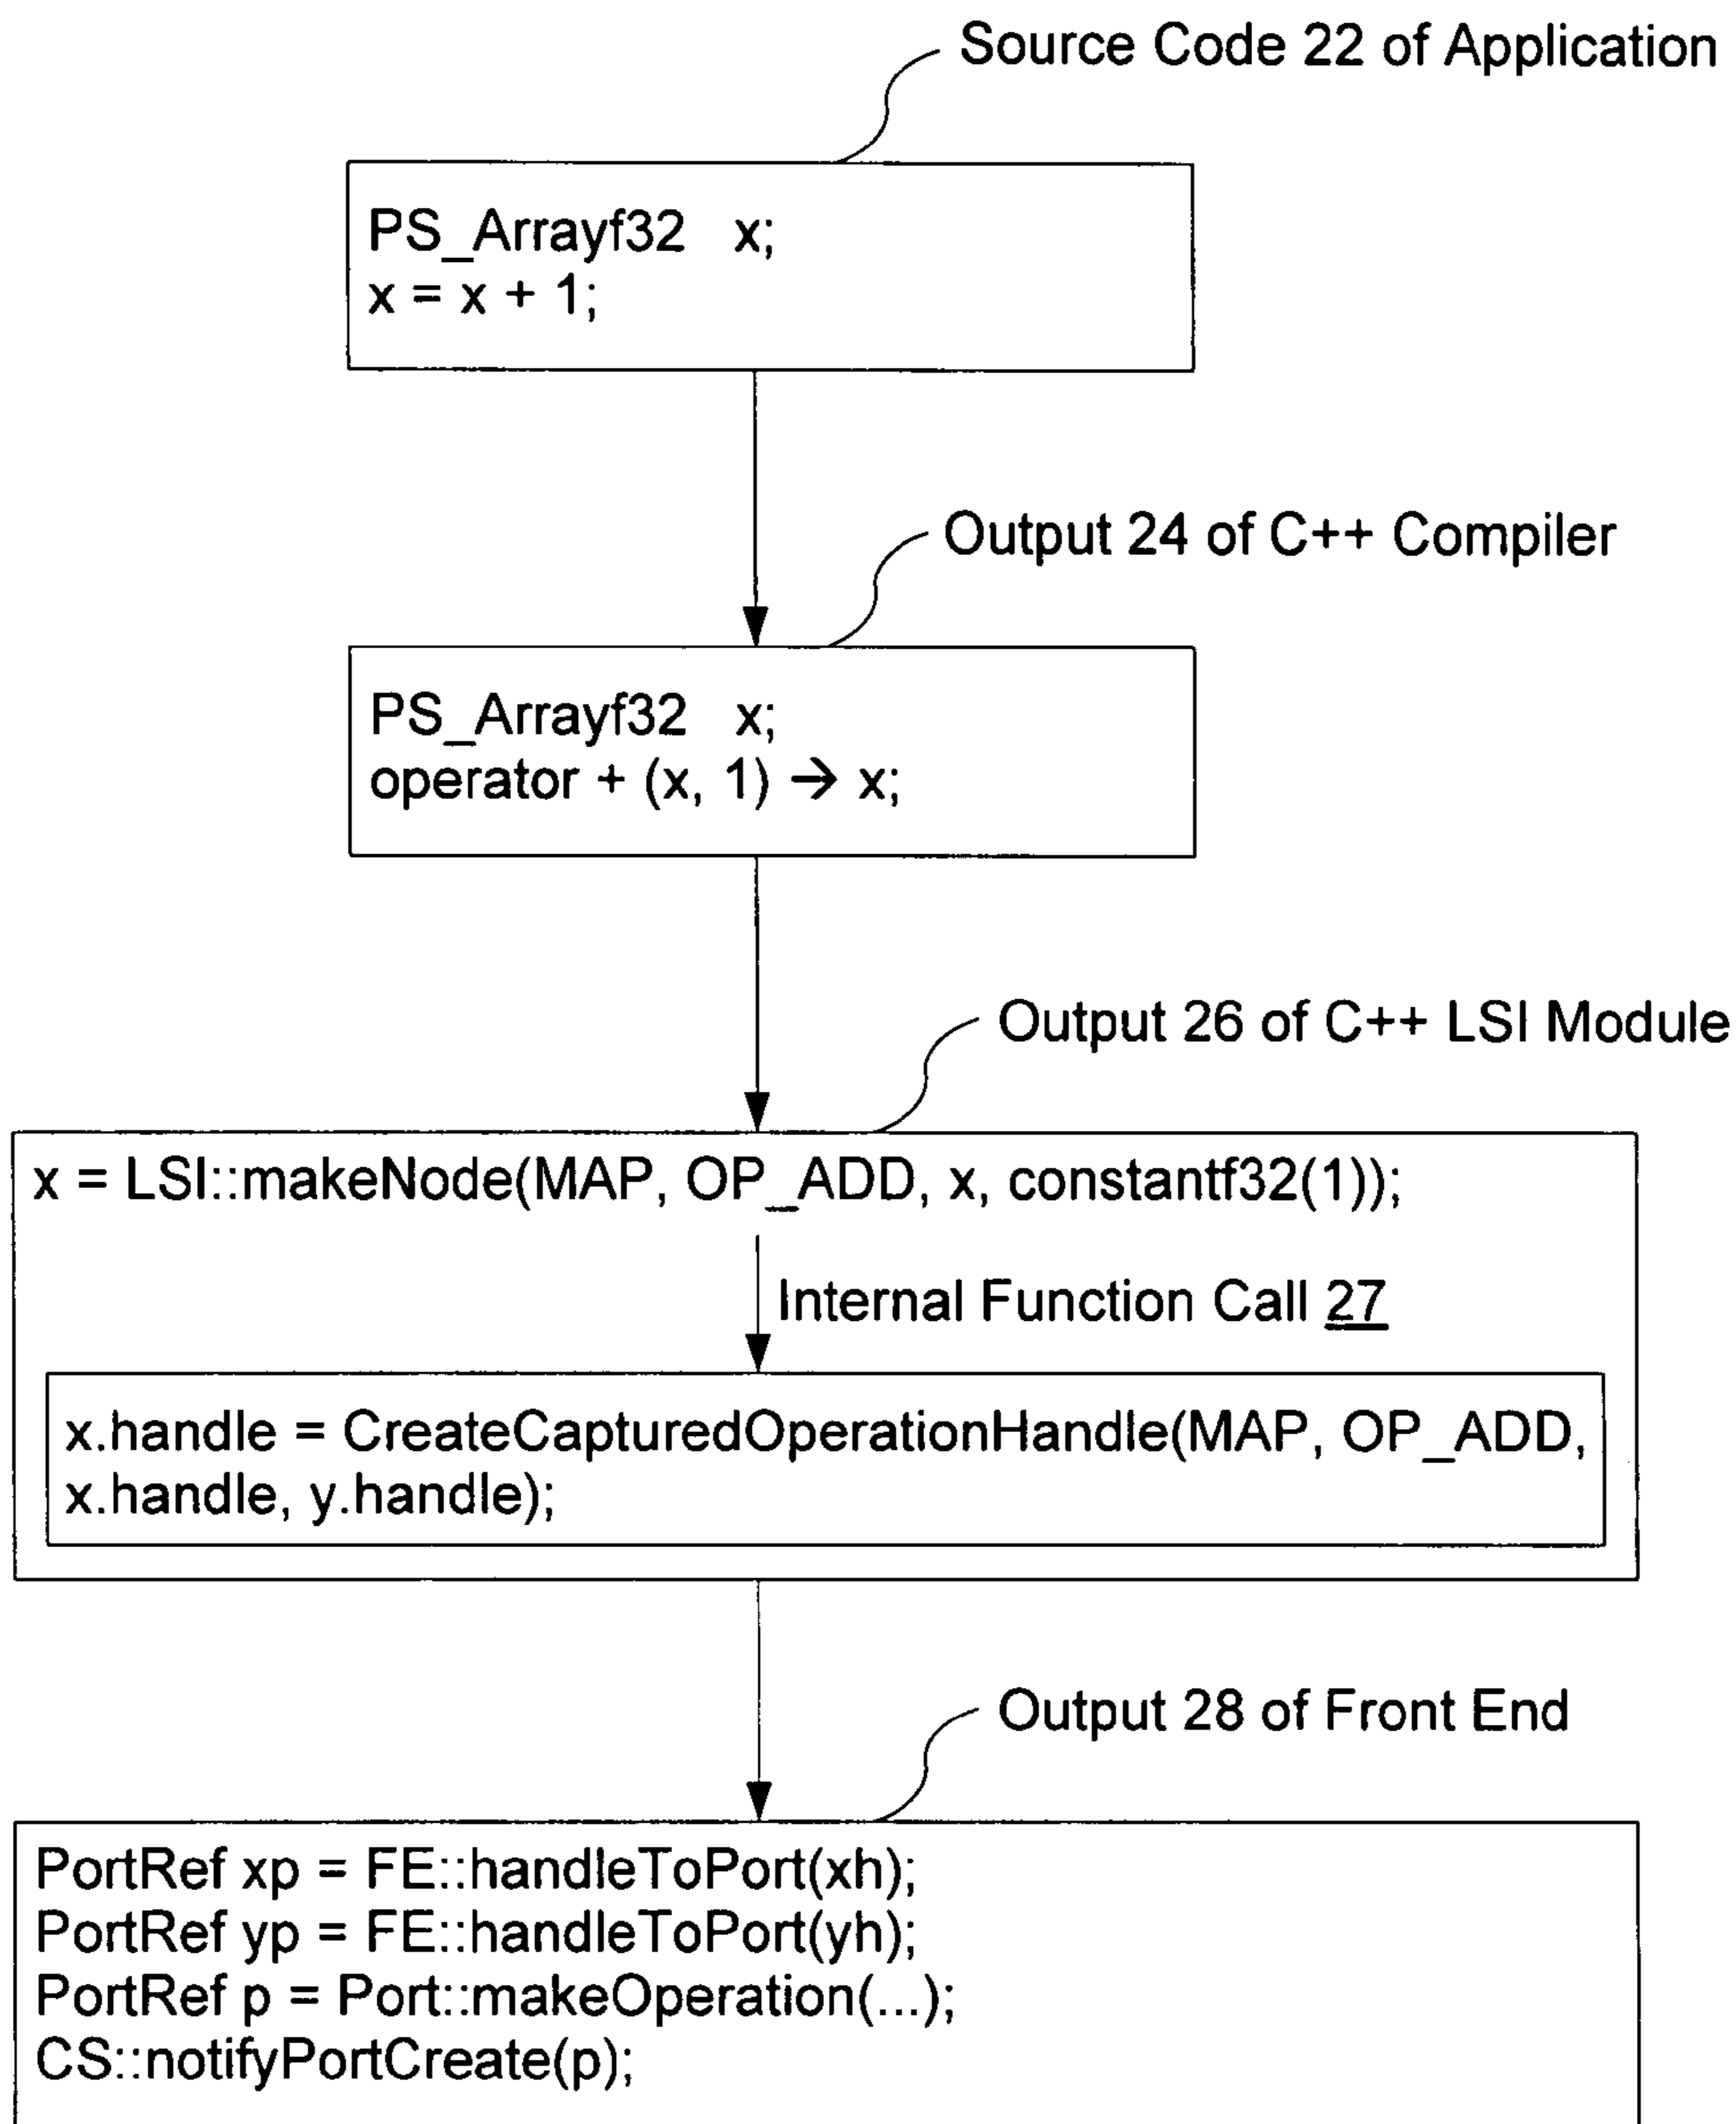 Source Code 22 of Application
PS_Arrayf32 x;
x = x + 1;
Output 24 of C++ Compiler
PS_Arrayf32 x;
operator + (x, 1) → x;
Output 26 of C++ LSI Module
x = LSI::makeNode(MAP, OP_ADD, x, constantf32(1));
Internal Function Call 27
x.handle = CreateCapturedOperationHandle(MAP, OP_ADD,
x.handle, y.handle);
Output 28 of Front End
PortRef xp = FE::handleToPort(xh);
PortRef yp = FE::handleToPort(yh);
PortRef p = Port::makeOperation(...);
CS::notifyPortCreate(p);